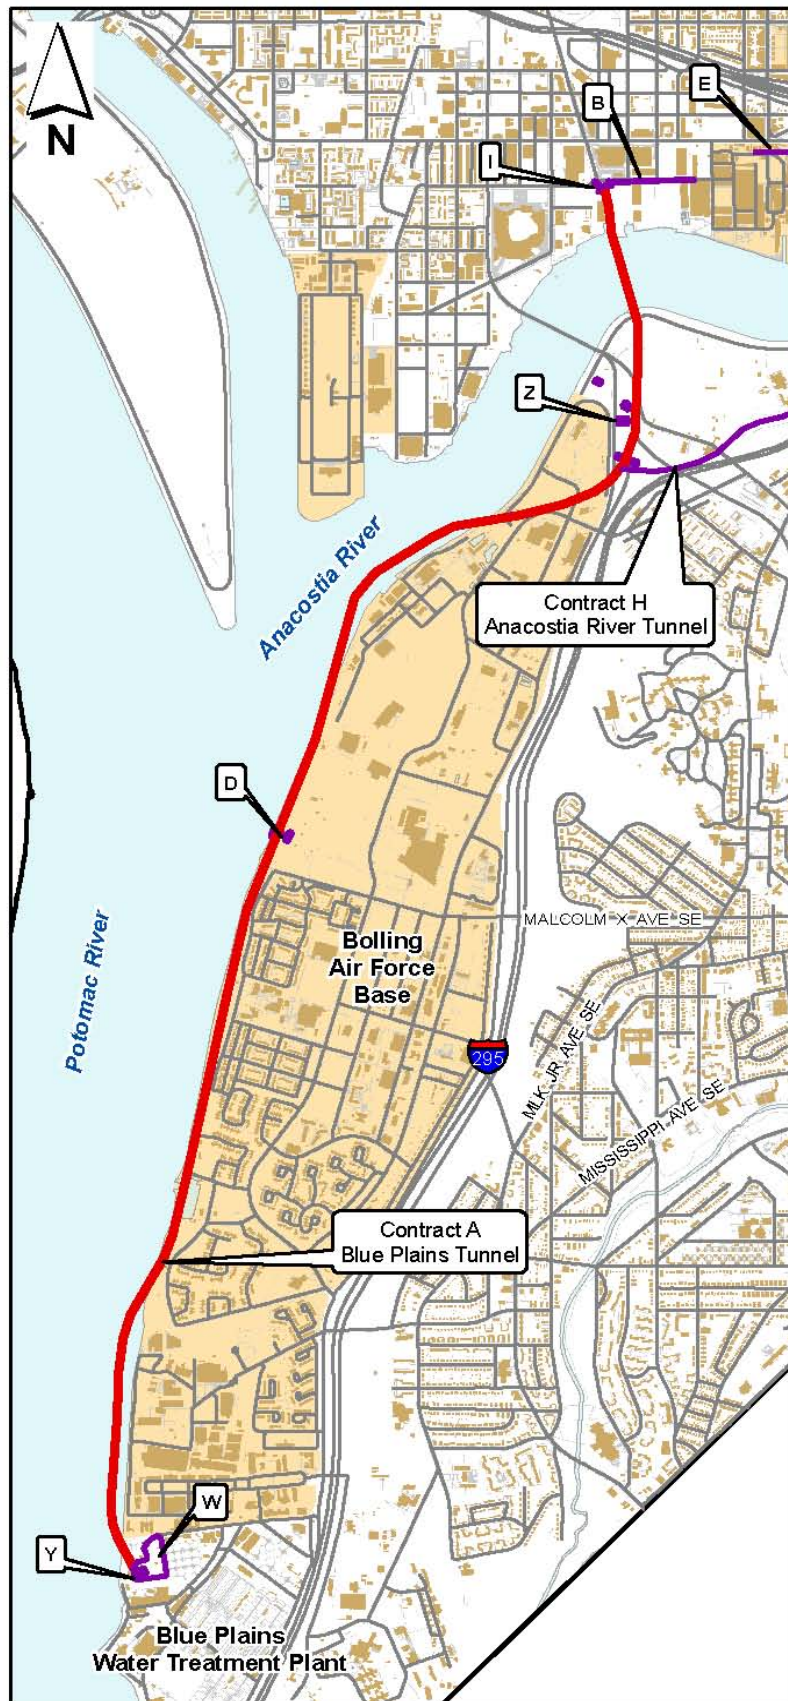 N
E
B
I
Z
Anacostia River
Contract H
Anacostia River Tunnel
D
MALCOLM X AVE SE
Bolling
Air Force
Base
Potomac River
295
MLK JR AVE SE
MISSISSIPPI AVE SE
Contract A
Blue Plains Tunnel
W
Y
Blue Plains
Water Treatment Plant